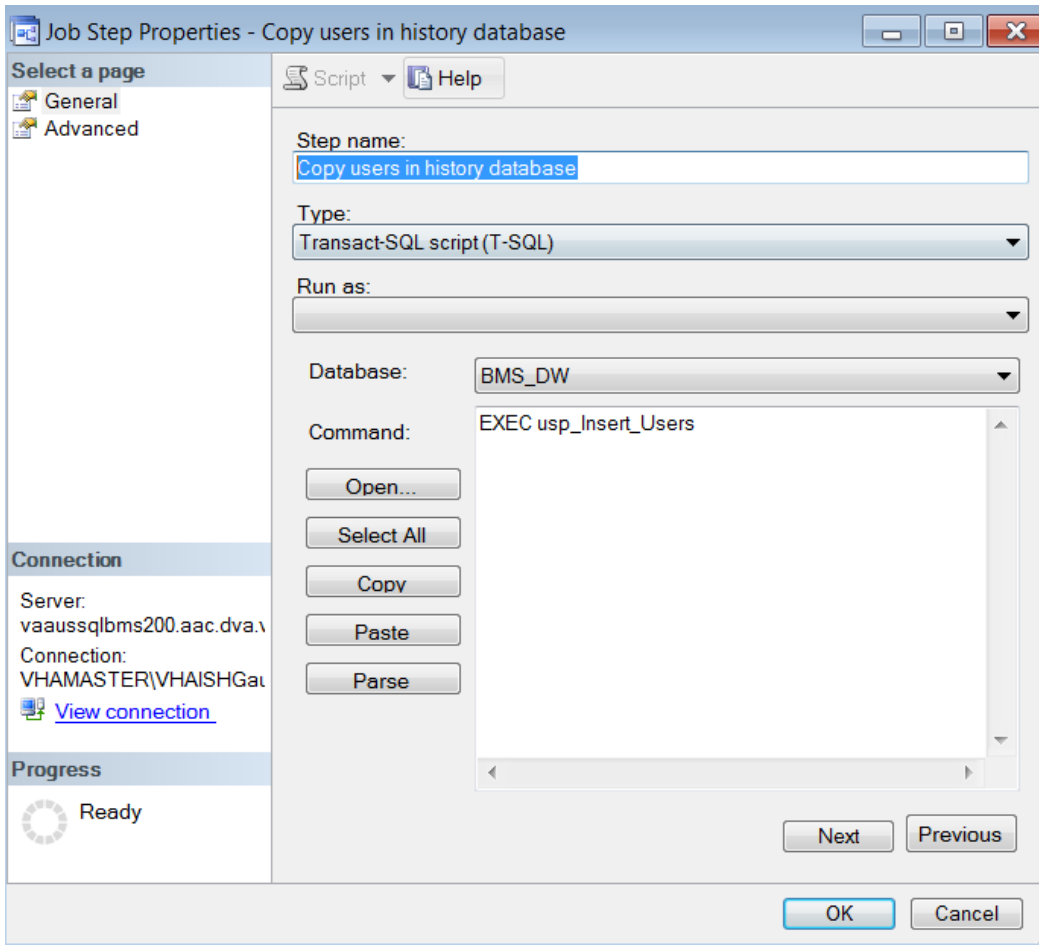 Job Step Properties - Copy users in history database
Select a page
General
Advanced
Script
Help
Step name:
Copy users in history database
Type:
Transact-SQL script (T-SQL)
Run as:
Database:
BMS_DW
Command:
EXEC usp_Insert_Users
Open...
Select All
Copy
Paste
Parse
Connection
Server:
vaaussqlbms200.aac.dva.v
Connection:
VHAMASTER\VHAISHGau
View connection
Progress
Ready
Next
Previous
OK
Cancel